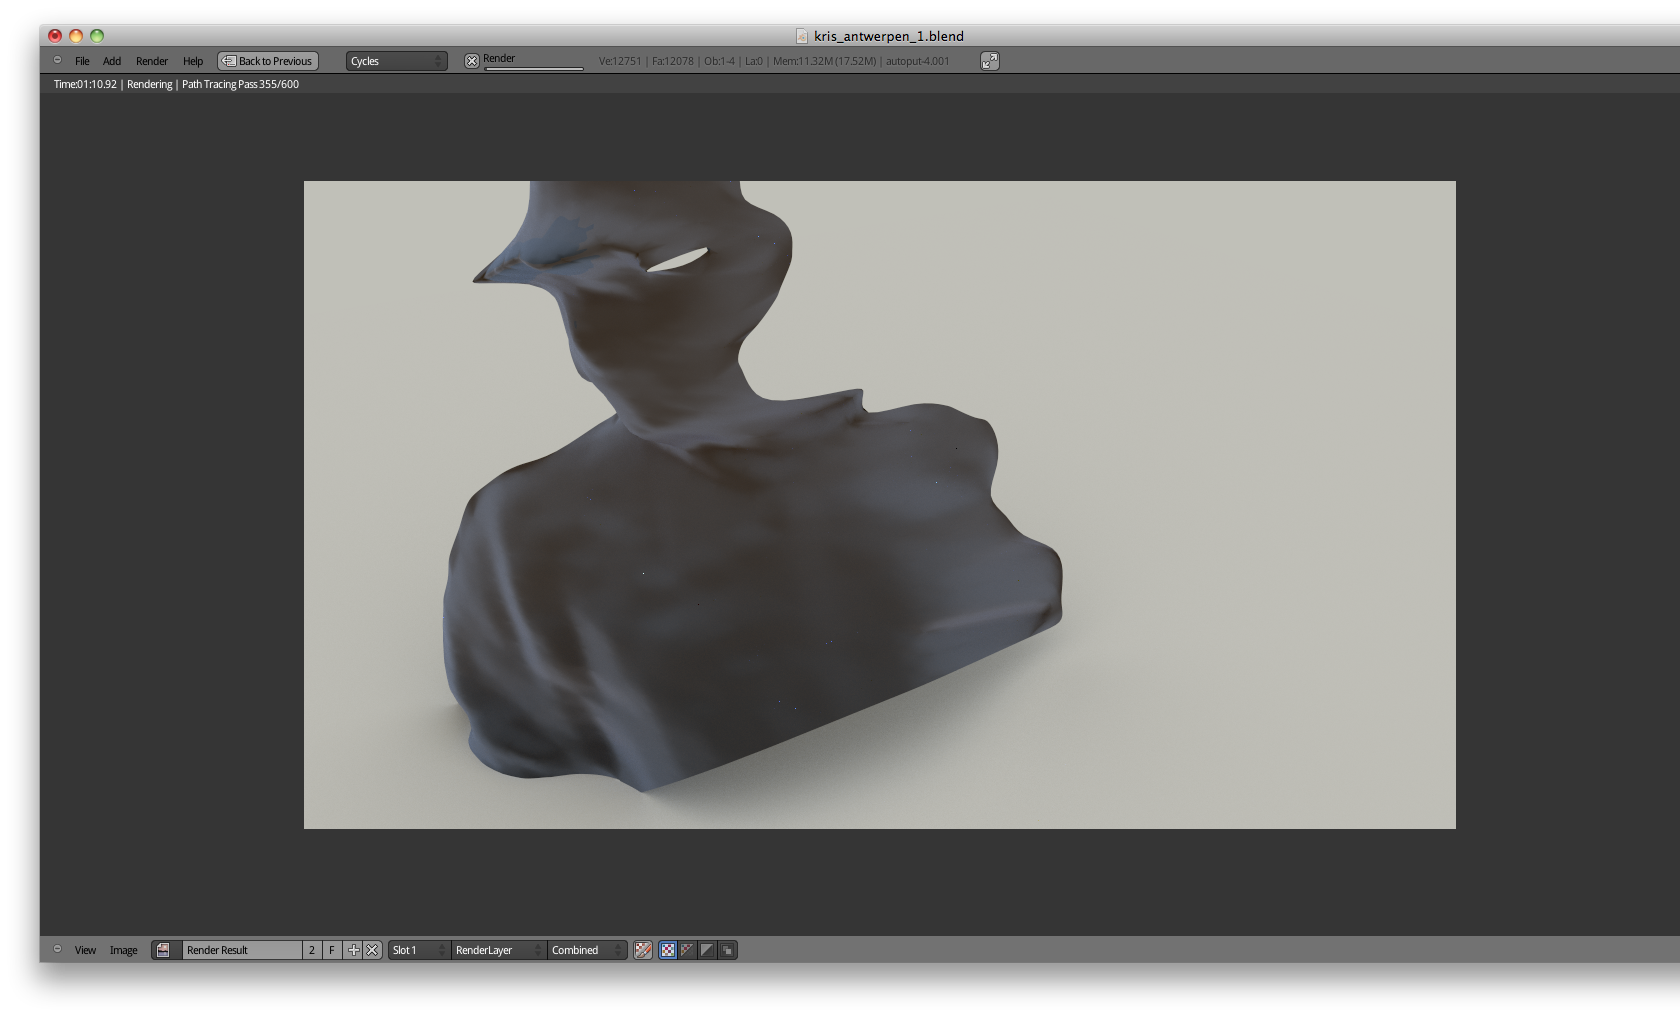 kris_antwerpen_1.blend
File Add Render Help Back to Previous Cycles Render Ve:12751 | Fa:12078 | Ob:1-4 | La:0 | Mem:11.32M (17.52M) | autoput-4.001
Time:01:10.92 | Rendering | Path Tracing Pass 355/600
View Image Render Result 2 F Slot 1 RenderLayer Combined